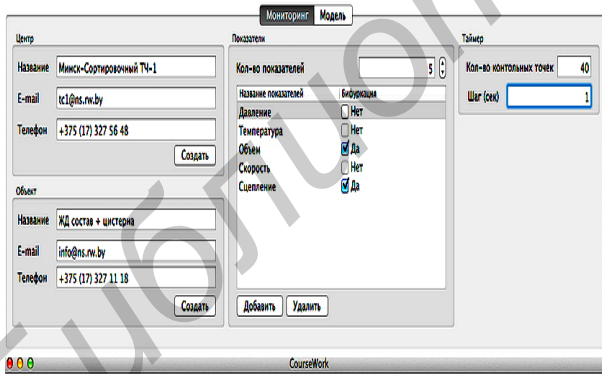 Мониторинг Модель
Центр
Название Минск-Сортировочный ТЧ-1
E-mail tc1@ns.rw.by
Телефон +375 (17) 327 56 48
Создать
Объект
Название ЖД состав + цистерна
E-mail info@ns.rw.by
Телефон +375 (17) 327 11 18
Создать
Показатели
Кол-во показателей 5
Название показателей Бифуркация
Давление Нет
Температура Нет
Объем Да
Скорость Нет
Сцепление Да
Добавить Удалить
Таймер
Кол-во контольных точек 40
Шаг (сек) 1
CourseWork